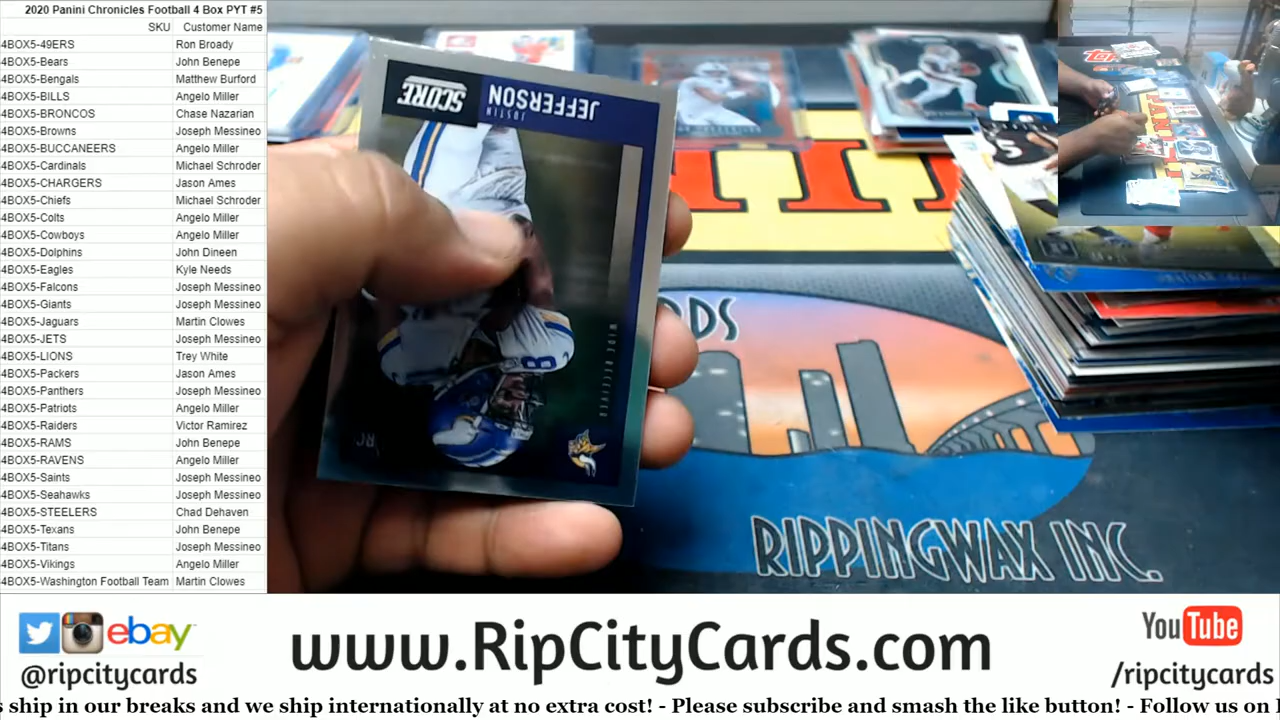 2020 Panini Chronicles Football 4 Box PYT #5
SKU Customer Name
4BOX5-49ERS Ron Broady
4BOX5-Bears John Benepe
4BOX5-Bengals Matthew Burford
4BOX5-BILLS Angelo Miller
4BOX5-BRONCOS Chase Nazarian
4BOX5-Browns Joseph Messineo
4BOX5-BUCCANEERS Angelo Miller
4BOX5-Cardinals Michael Schroder
4BOX5-CHARGERS Jason Ames
4BOX5-Chiefs Michael Schroder
4BOX5-Colts Angelo Miller
4BOX5-Cowboys Angelo Miller
4BOX5-Dolphins John Dineen
4BOX5-Eagles Kyle Needs
4BOX5-Falcons Joseph Messineo
4BOX5-Giants Joseph Messineo
4BOX5-Jaguars Martin Clowes
4BOX5-JETS Joseph Messineo
4BOX5-LIONS Trey White
4BOX5-Packers Jason Ames
4BOX5-Panthers Joseph Messineo
4BOX5-Patriots Angelo Miller
4BOX5-Raiders Victor Ramirez
4BOX5-RAMS John Benepe
4BOX5-RAVENS Angelo Miller
4BOX5-Saints Joseph Messineo
4BOX5-Seahawks Joseph Messineo
4BOX5-STEELERS Chad Dehaven
4BOX5-Texans John Benepe
4BOX5-Titans Joseph Messineo
4BOX5-Vikings Angelo Miller
4BOX5-Washington Football Team Martin Clowes
SCORE
JUSTIN
JEFFERSON
WIDE RECEIVER
RC
8
5
RIPPINGWAX INC.
ebay
@ripcitycards
www.RipCityCards.com
YouTube
/ripcitycards
ship in our breaks and we ship internationally at no extra cost! - Please subscribe and smash the like button! - Follow us on